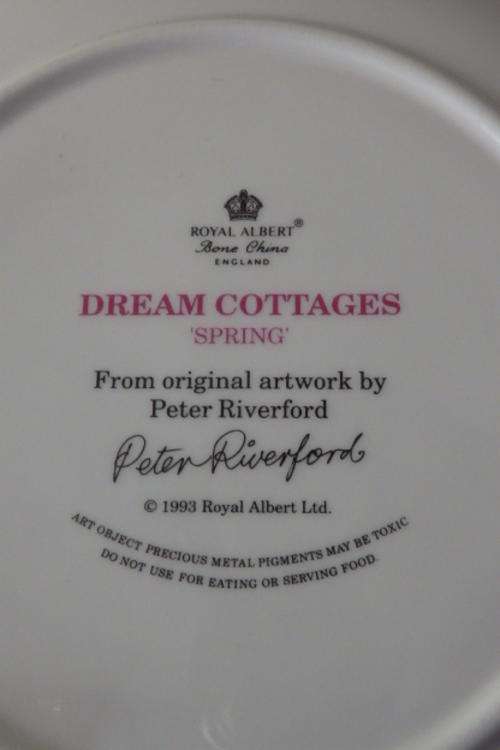 ROYAL ALBERT®
Bone China
ENGLAND
DREAM COTTAGES
'SPRING'
From original artwork by
Peter Riverford
Peter Riverford
© 1993 Royal Albert Ltd.
ART OBJECT PRECIOUS METAL PIGMENTS MAY BE TOXIC
DO NOT USE FOR EATING OR SERVING FOOD.